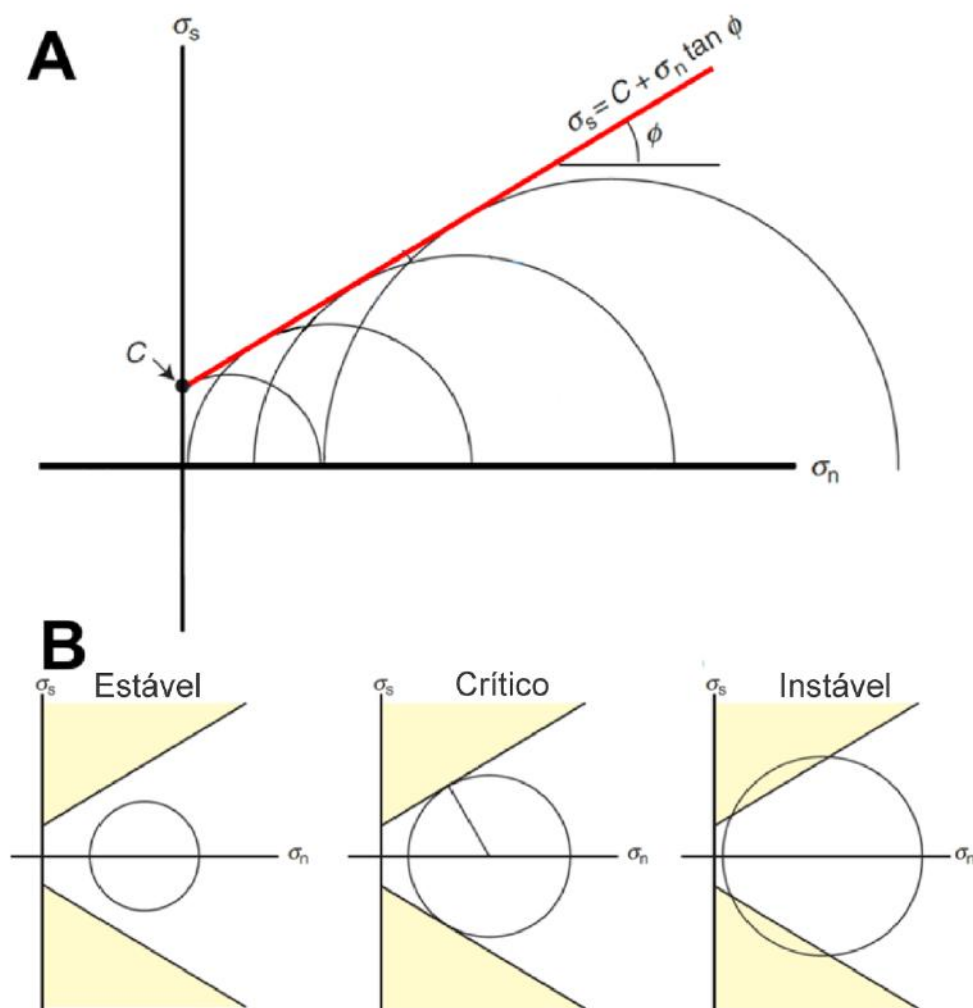 A
σₛ
σₛ = C + σₙ tan ϕ
ϕ
C
σₙ
B
σₛ Estável
σₙ
σₛ Crítico
σₙ
σₛ Instável
σₙ